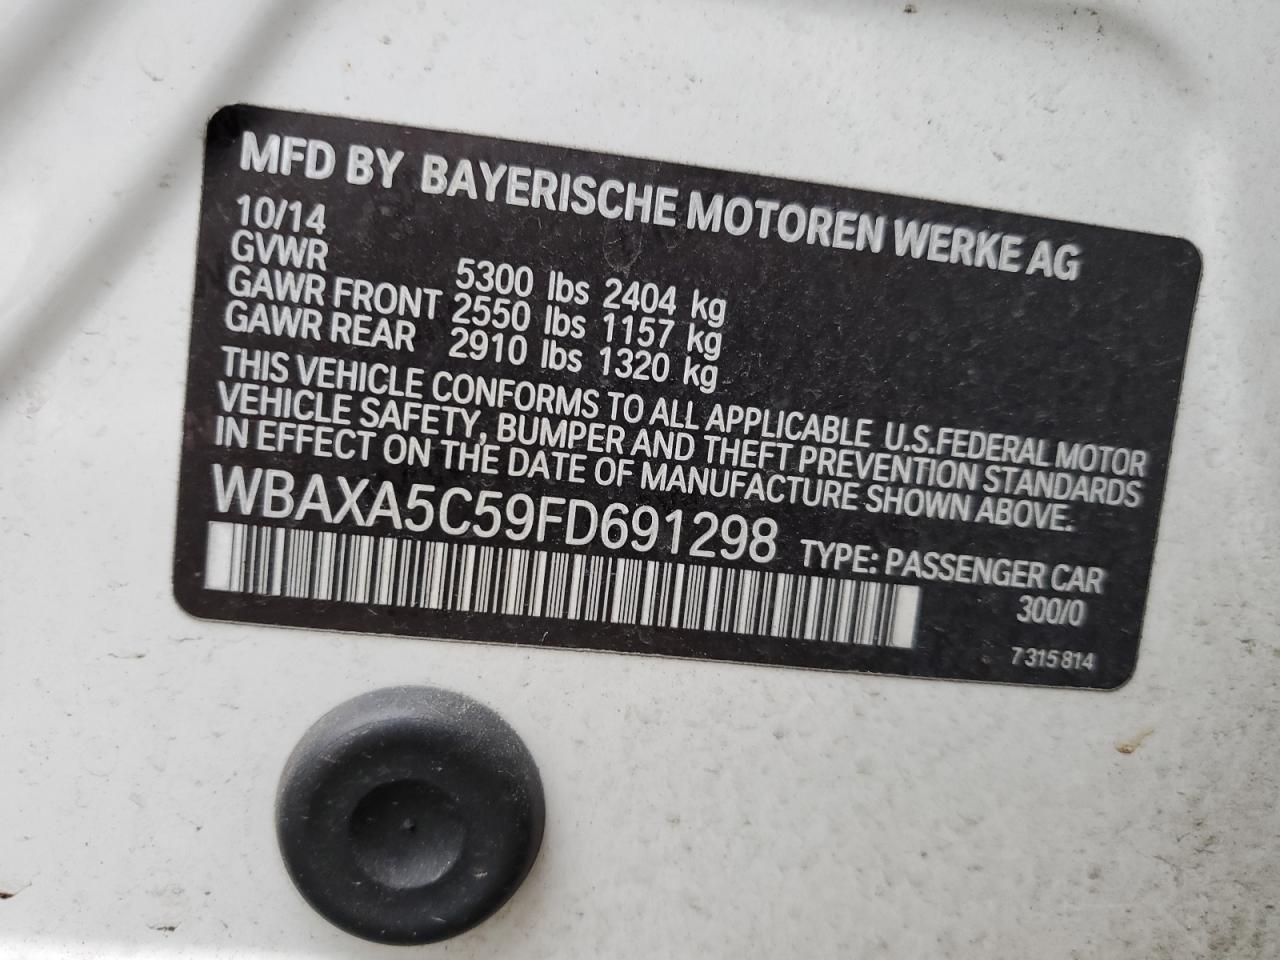 MFD BY BAYERISCHE MOTOREN WERKE AG
10/14
GVWR 5300 lbs 2404 kg
GAWR FRONT 2550 lbs 1157 kg
GAWR REAR 2910 lbs 1320 kg
THIS VEHICLE CONFORMS TO ALL APPLICABLE U.S.FEDERAL MOTOR
VEHICLE SAFETY, BUMPER AND THEFT PREVENTION STANDARDS
IN EFFECT ON THE DATE OF MANUFACTURE SHOWN ABOVE.
WBAXA5C59FD691298 TYPE: PASSENGER CAR
300/0
7 315 814